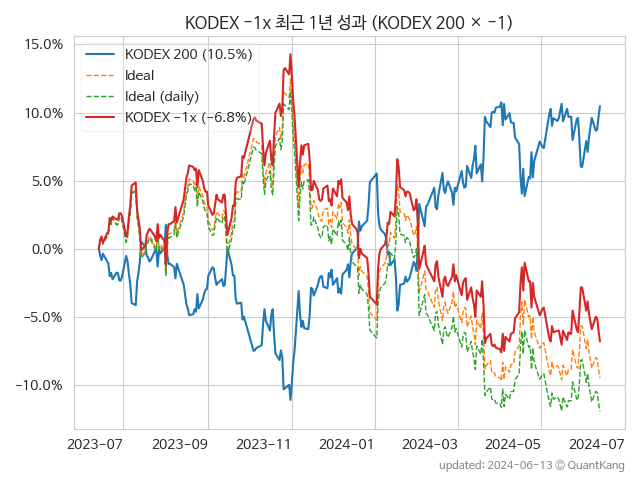 KODEX −1x 최근 1년 성과 (KODEX 200 × −1)
15.0%
10.0%
5.0%
0.0%
−5.0%
−10.0%
KODEX 200 (10.5%)
Ideal
Ideal (daily)
KODEX −1x (−6.8%)
2023-07 2023-09 2023-11 2024-01 2024-03 2024-05 2024-07
updated: 2024-06-13 ⓒ QuantKang